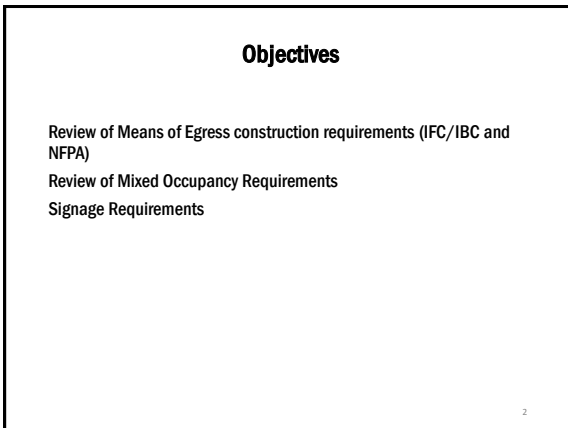 Objectives
Review of Means of Egress construction requirements (IFC/IBC and
NFPA)
Review of Mixed Occupancy Requirements
Signage Requirements
2